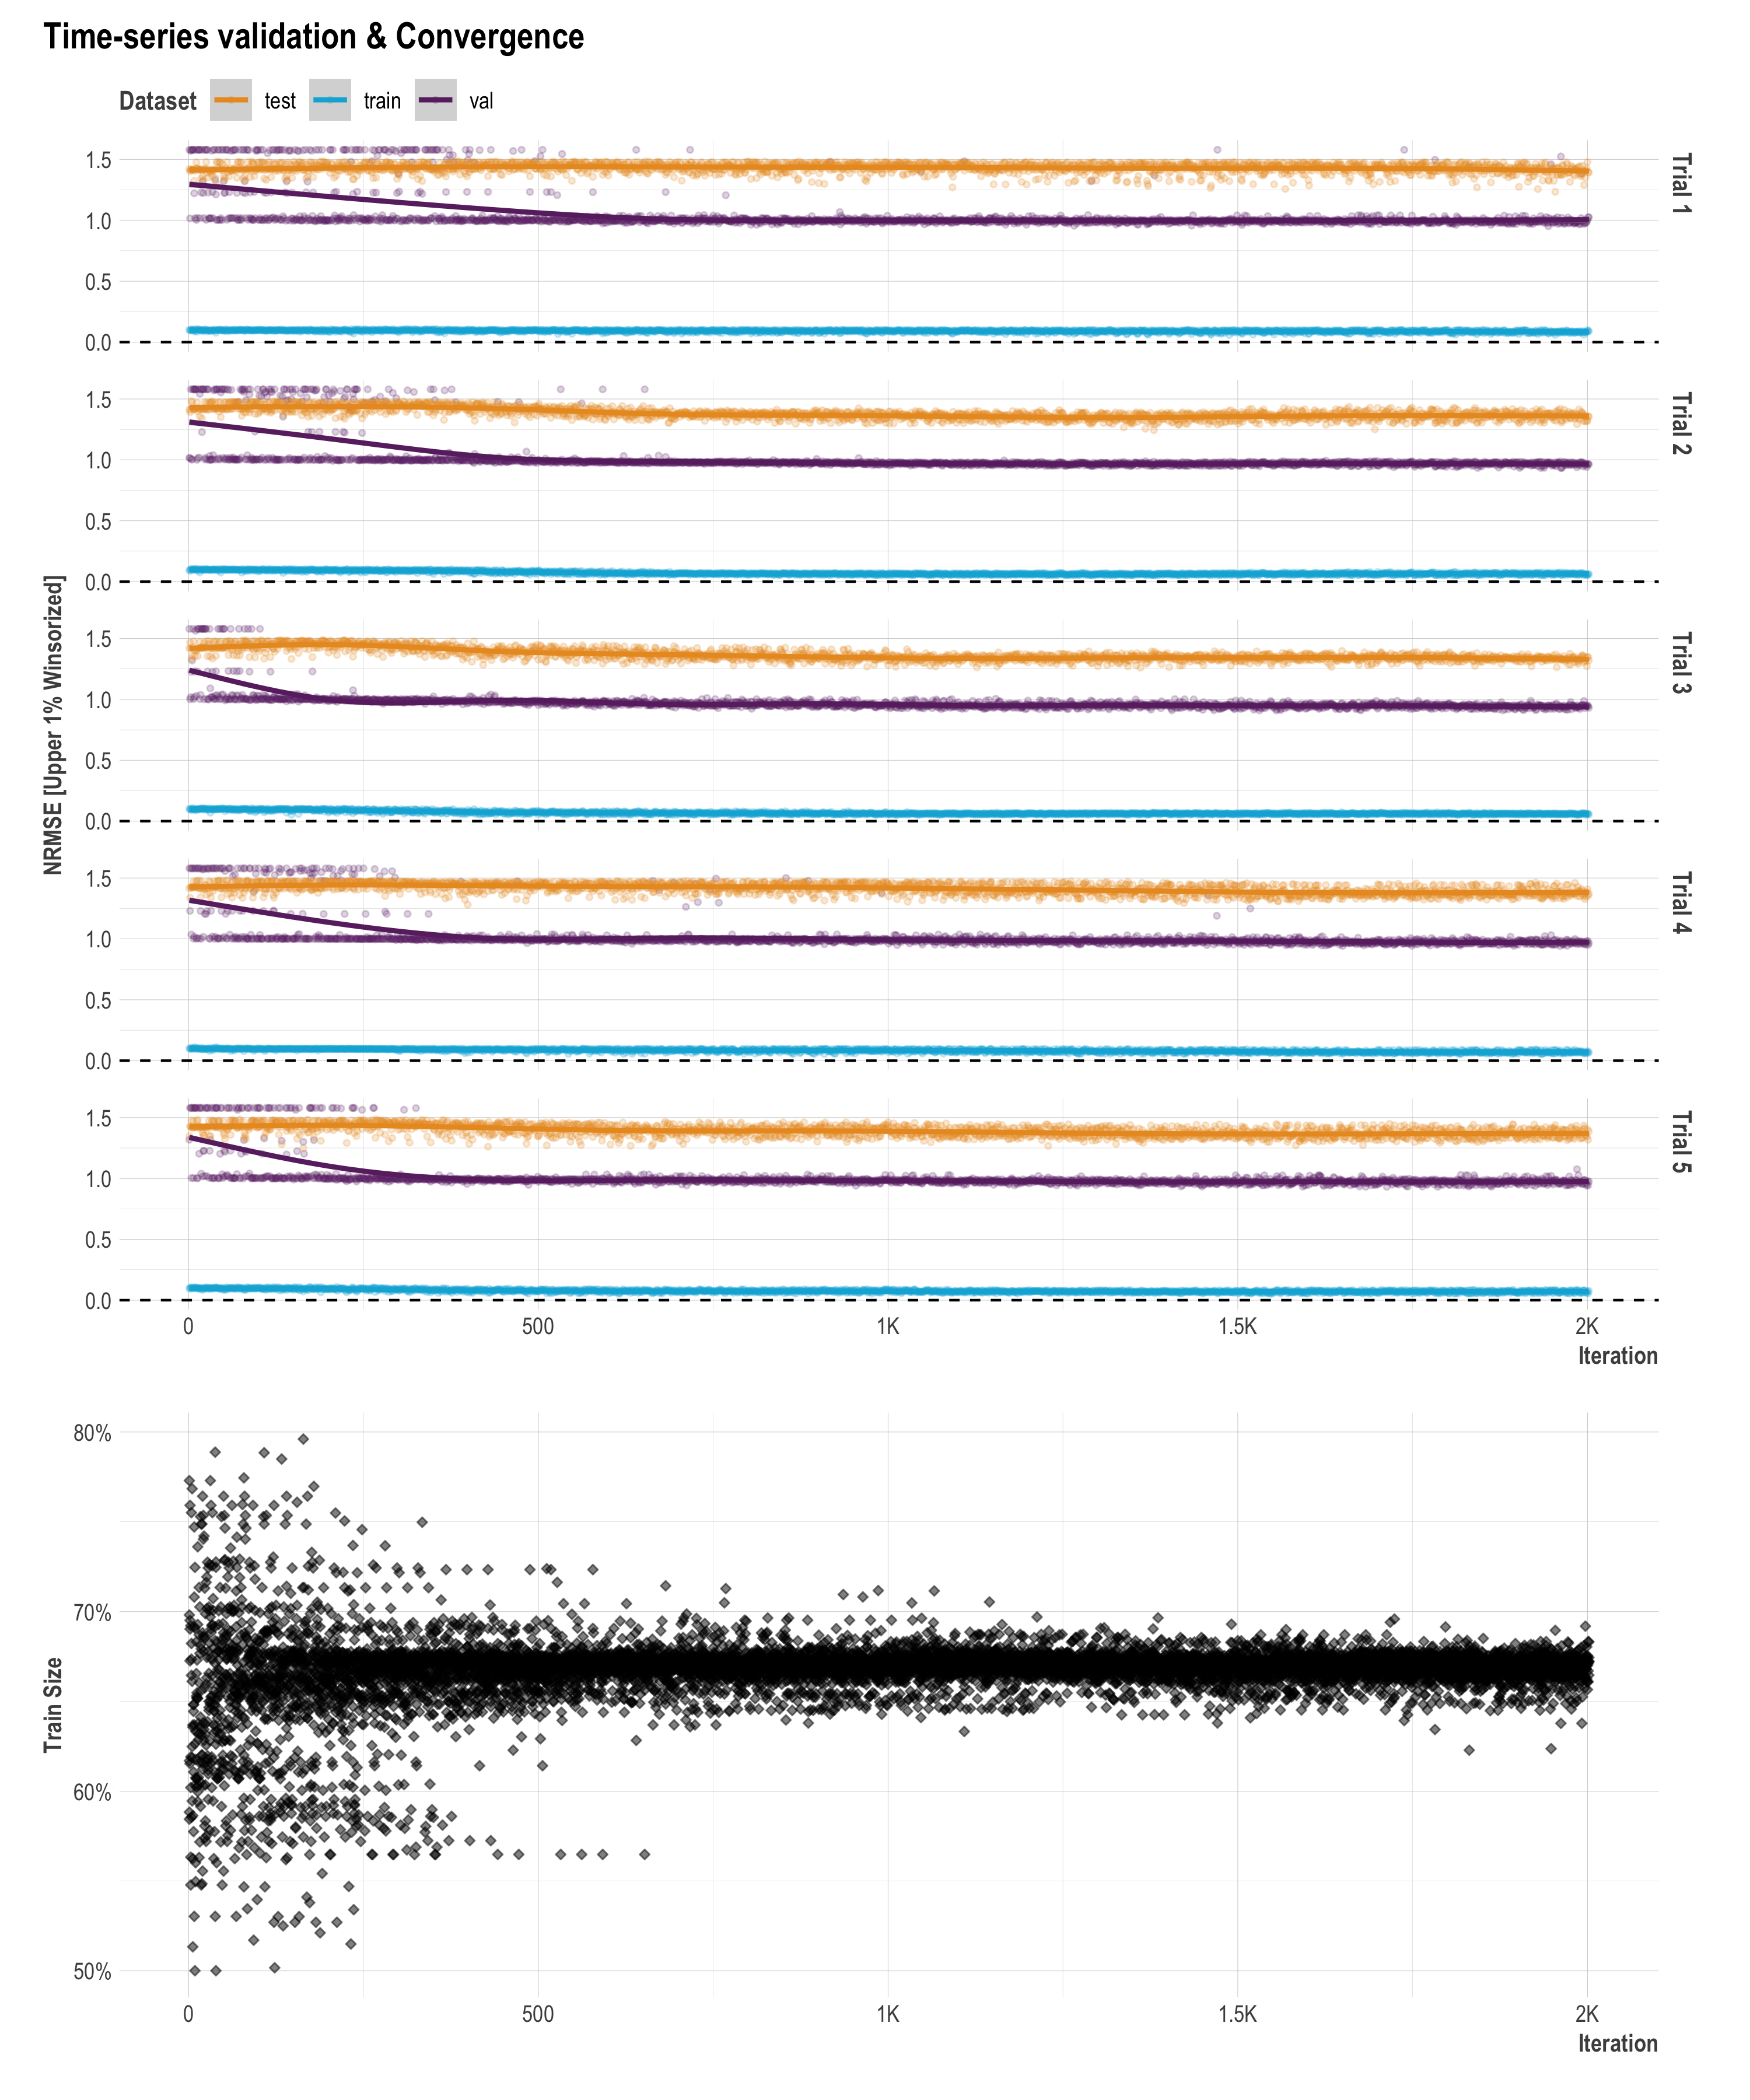 Time-series validation & Convergence
Dataset test train val
1.5
1.0
0.5
0.0
Trial 1
1.5
1.0
0.5
0.0
Trial 2
NRMSE [Upper 1% Winsorized]
1.5
1.0
0.5
0.0
Trial 3
1.5
1.0
0.5
0.0
Trial 4
1.5
1.0
0.5
0.0
Trial 5
0 500 1K 1.5K 2K
Iteration
Train Size
80%
70%
60%
50%
0 500 1K 1.5K 2K
Iteration